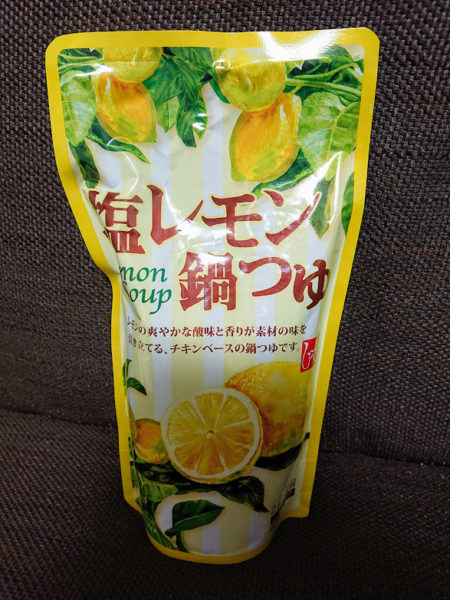 塩レモン
mon
Soup
鍋つゆ
レモンの爽やかな酸味と香りが素材の味を
引き立てる、チキンベースの鍋つゆです。